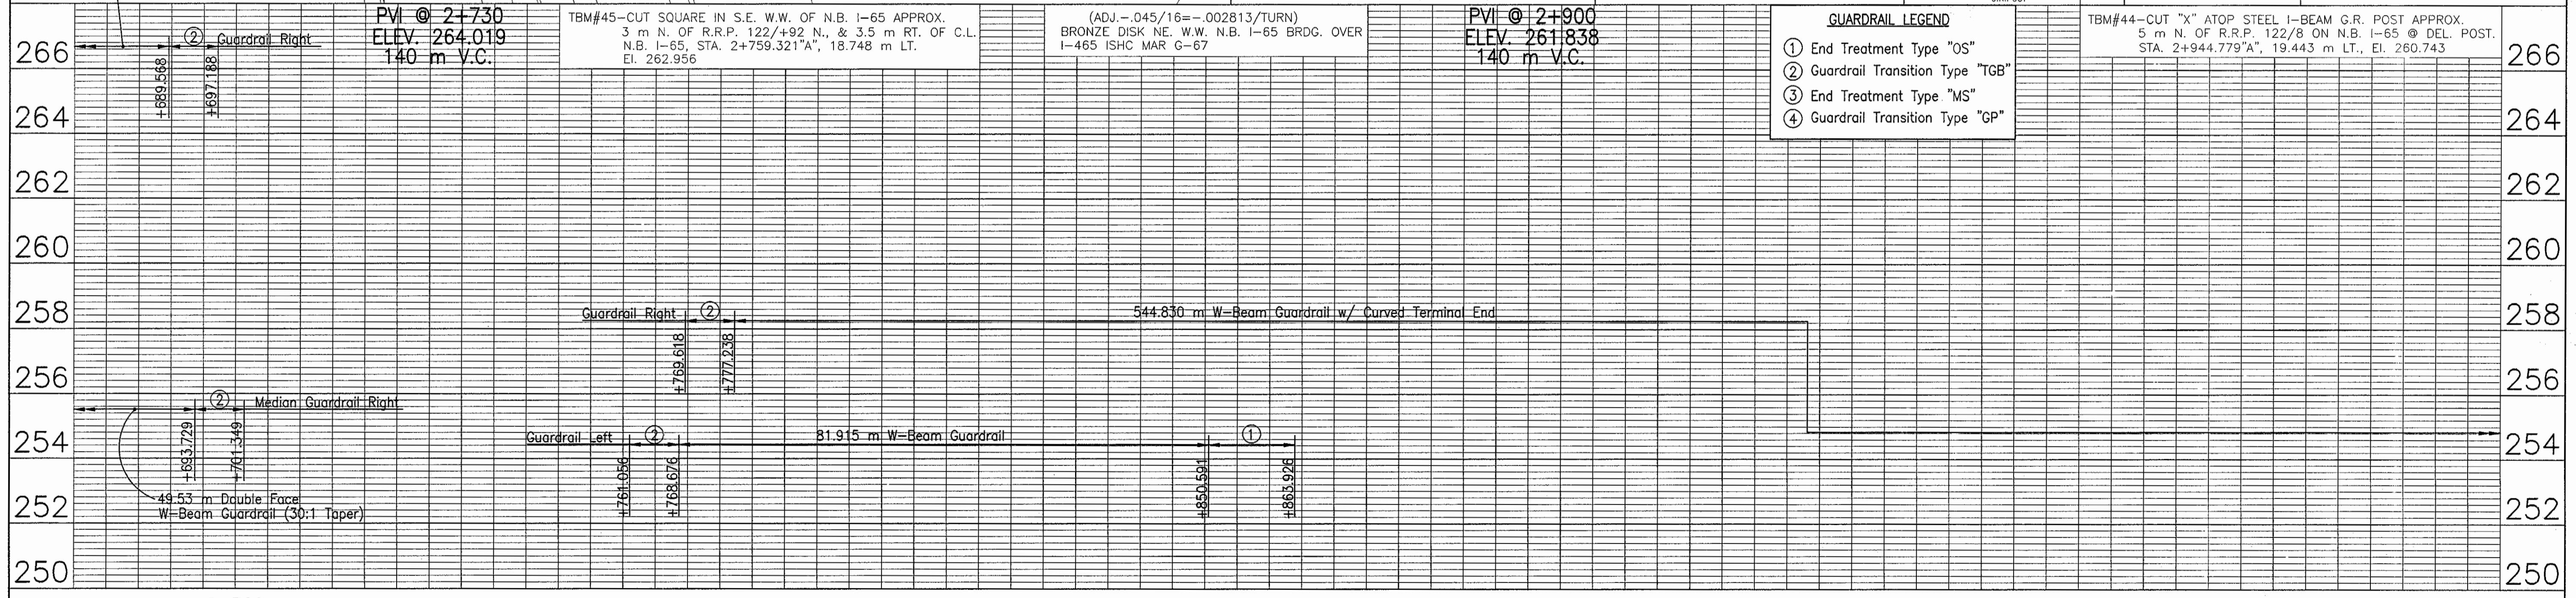 PVI @ 2+730
ELEV. 264.019
140 m V.C.
TBM#45-CUT SQUARE IN S.E. W.W. OF N.B. I-65 APPROX.
3 m N. OF R.R.P. 122/+92 N., & 3.5 m RT. OF C.L.
N.B. I-65, STA. 2+759.321"A", 18.748 m LT.
El. 262.956
(ADJ.-.045/16=-.002813/TURN)
BRONZE DISK NE. W.W. N.B. I-65 BRDG. OVER
I-465 ISHC MAR G-67
PVI @ 2+900
ELEV. 261.838
140 m V.C.
GUARDRAIL LEGEND
① End Treatment Type "OS"
② Guardrail Transition Type "TGB"
③ End Treatment Type "MS"
④ Guardrail Transition Type "GP"
TBM#44-CUT "X" ATOP STEEL I-BEAM G.R. POST APPROX.
5 m N. OF R.R.P. 122/8 ON N.B. I-65 @ DEL. POST.
STA. 2+944.779"A", 19.443 m LT., El. 260.743
② Guardrail Right
266 266
+689.568
+697.188
264 264
262 262
260 260
258 258
Guardrail Right ②
544.830 m W-Beam Guardrail w/ Curved Terminal End
+769.618
+777.238
256 256
② Median Guardrail Right
+693.729
+701.349
254 254
Guardrail Left ②
81.915 m W-Beam Guardrail
①
+761.056
+768.676
+850.591
+863.926
49.53 m Double Face
W-Beam Guardrail (30:1 Taper)
252 252
250 250